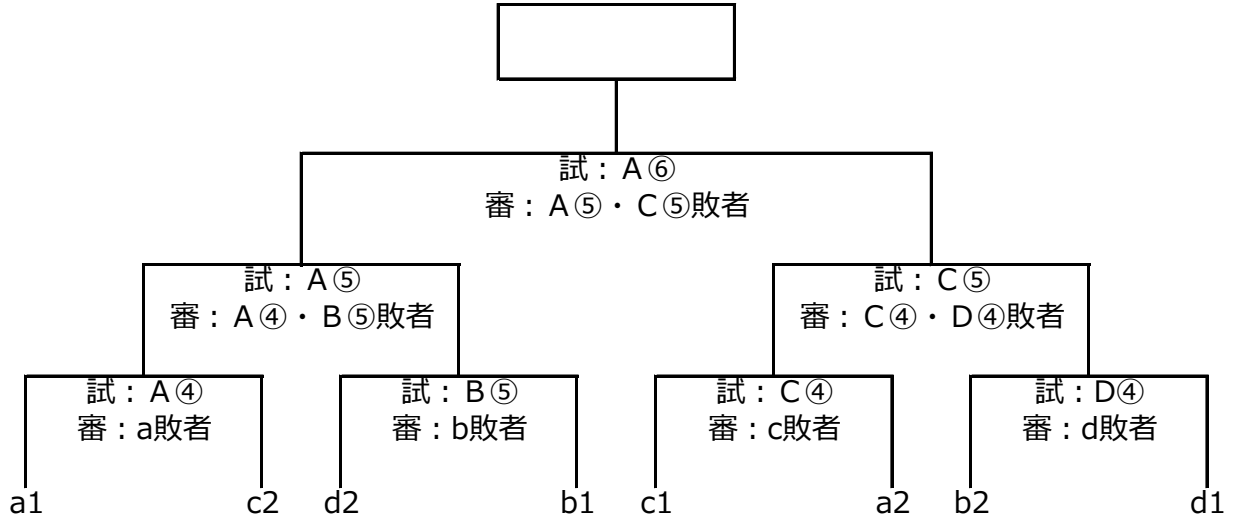 試：A⑥
審：A⑤・C⑤敗者
試：A⑤
審：A④・B⑤敗者
試：C⑤
審：C④・D④敗者
試：A④
審：a敗者
試：B⑤
審：b敗者
試：C④
審：c敗者
試：D④
審：d敗者
a1 c2 d2 b1 c1 a2 b2 d1